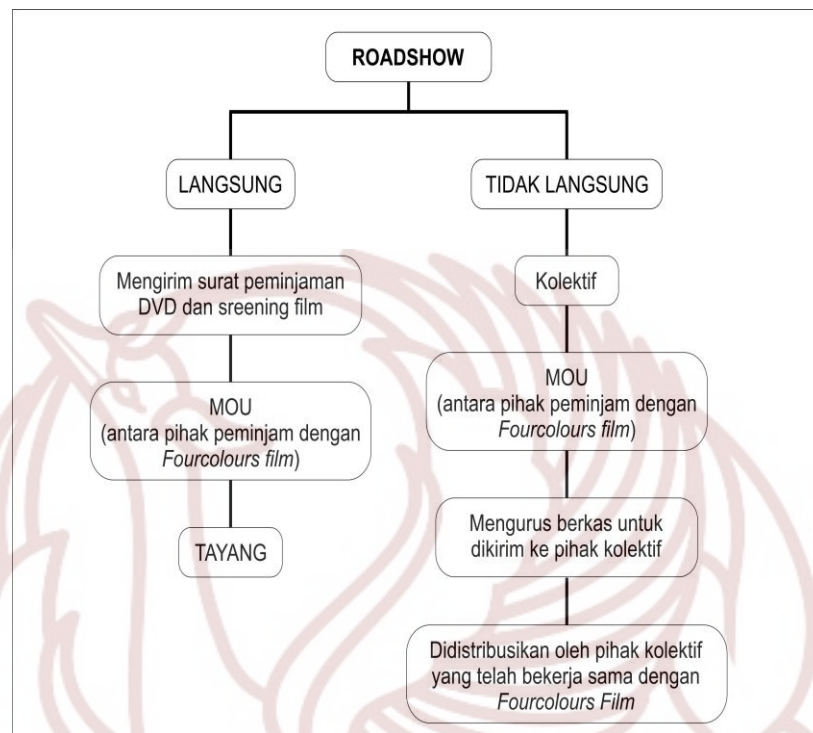 ROADSHOW
LANGSUNG
Mengirim surat peminjaman
DVD dan sreening film
MOU
(antara pihak peminjam dengan
Fourcolours film)
TAYANG
TIDAK LANGSUNG
Kolektif
MOU
(antara pihak peminjam dengan
Fourcolours film)
Mengurus berkas untuk
dikirim ke pihak kolektif
Didistribusikan oleh pihak kolektif
yang telah bekerja sama dengan
Fourcolours Film